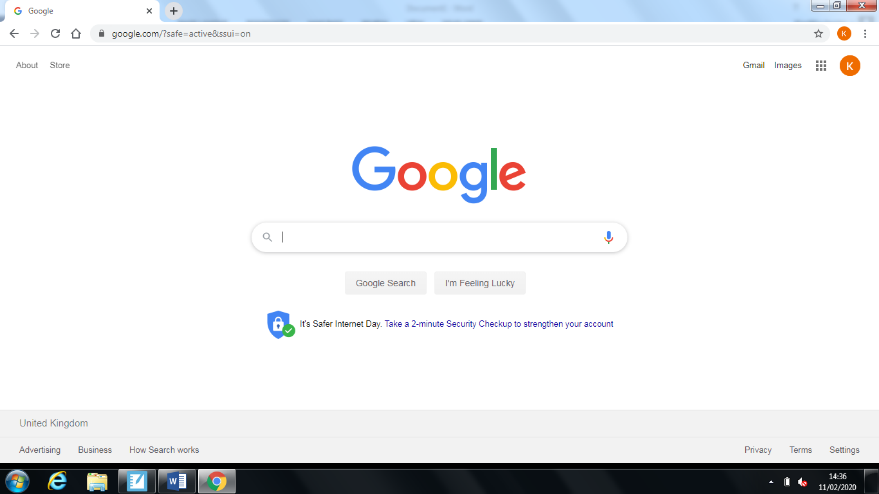 Google
google.com/?safe=active&ssui=on
K
About Store
Gmail Images
K
Google
Google Search I'm Feeling Lucky
It's Safer Internet Day. Take a 2-minute Security Checkup to strengthen your account
United Kingdom
Advertising Business How Search works
Privacy Terms Settings
W
14:36
11/02/2020